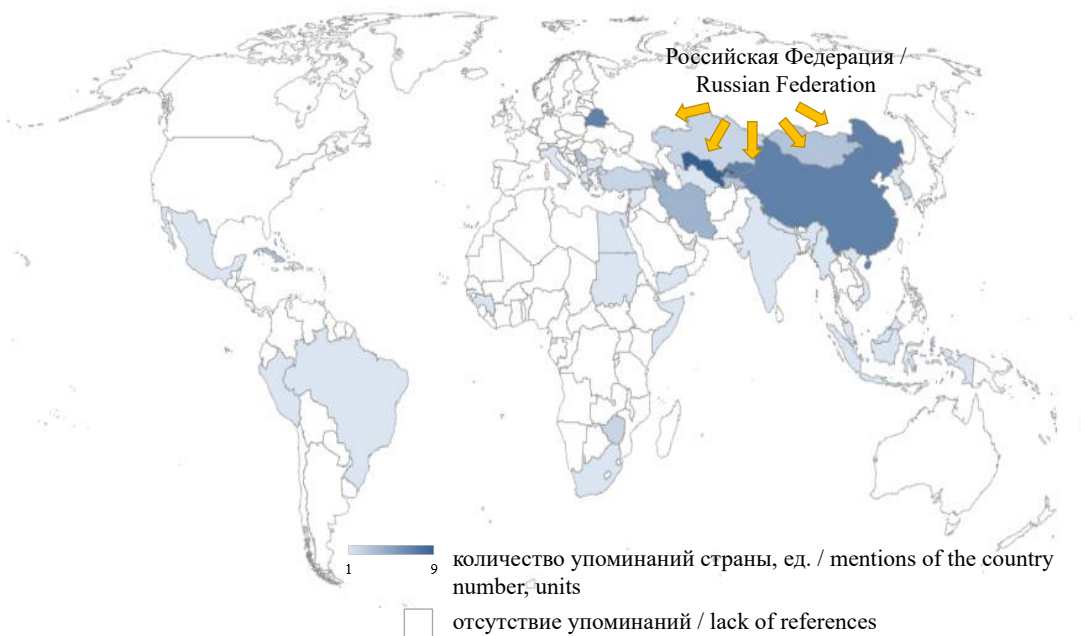 Российская Федерация /
Russian Federation
количество упоминаний страны, ед. / mentions of the country
1 9
number, units
отсутствие упоминаний / lack of references